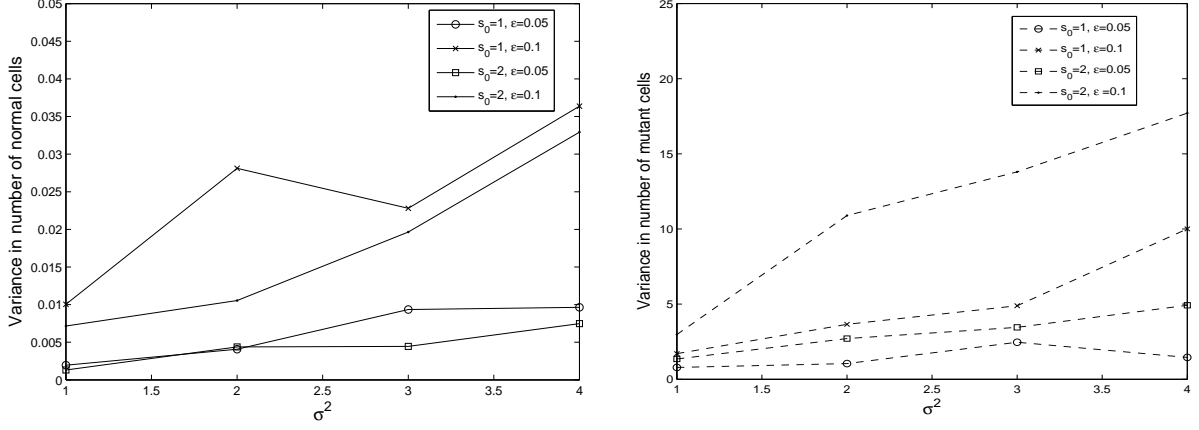 0.05
0.045
0.04
0.035
0.03
0.025
0.02
0.015
0.01
0.005
0
1
1.5
2
2.5
3
3.5
4
σ²
Variance in number of normal cells
s₀=1, ε=0.05
s₀=1, ε=0.1
s₀=2, ε=0.05
s₀=2, ε=0.1
25
20
15
10
5
0
1
1.5
2
2.5
3
3.5
4
σ²
Variance in number of mutant cells
s₀=1, ε=0.05
s₀=1, ε=0.1
s₀=2, ε=0.05
s₀=2, ε =0.1